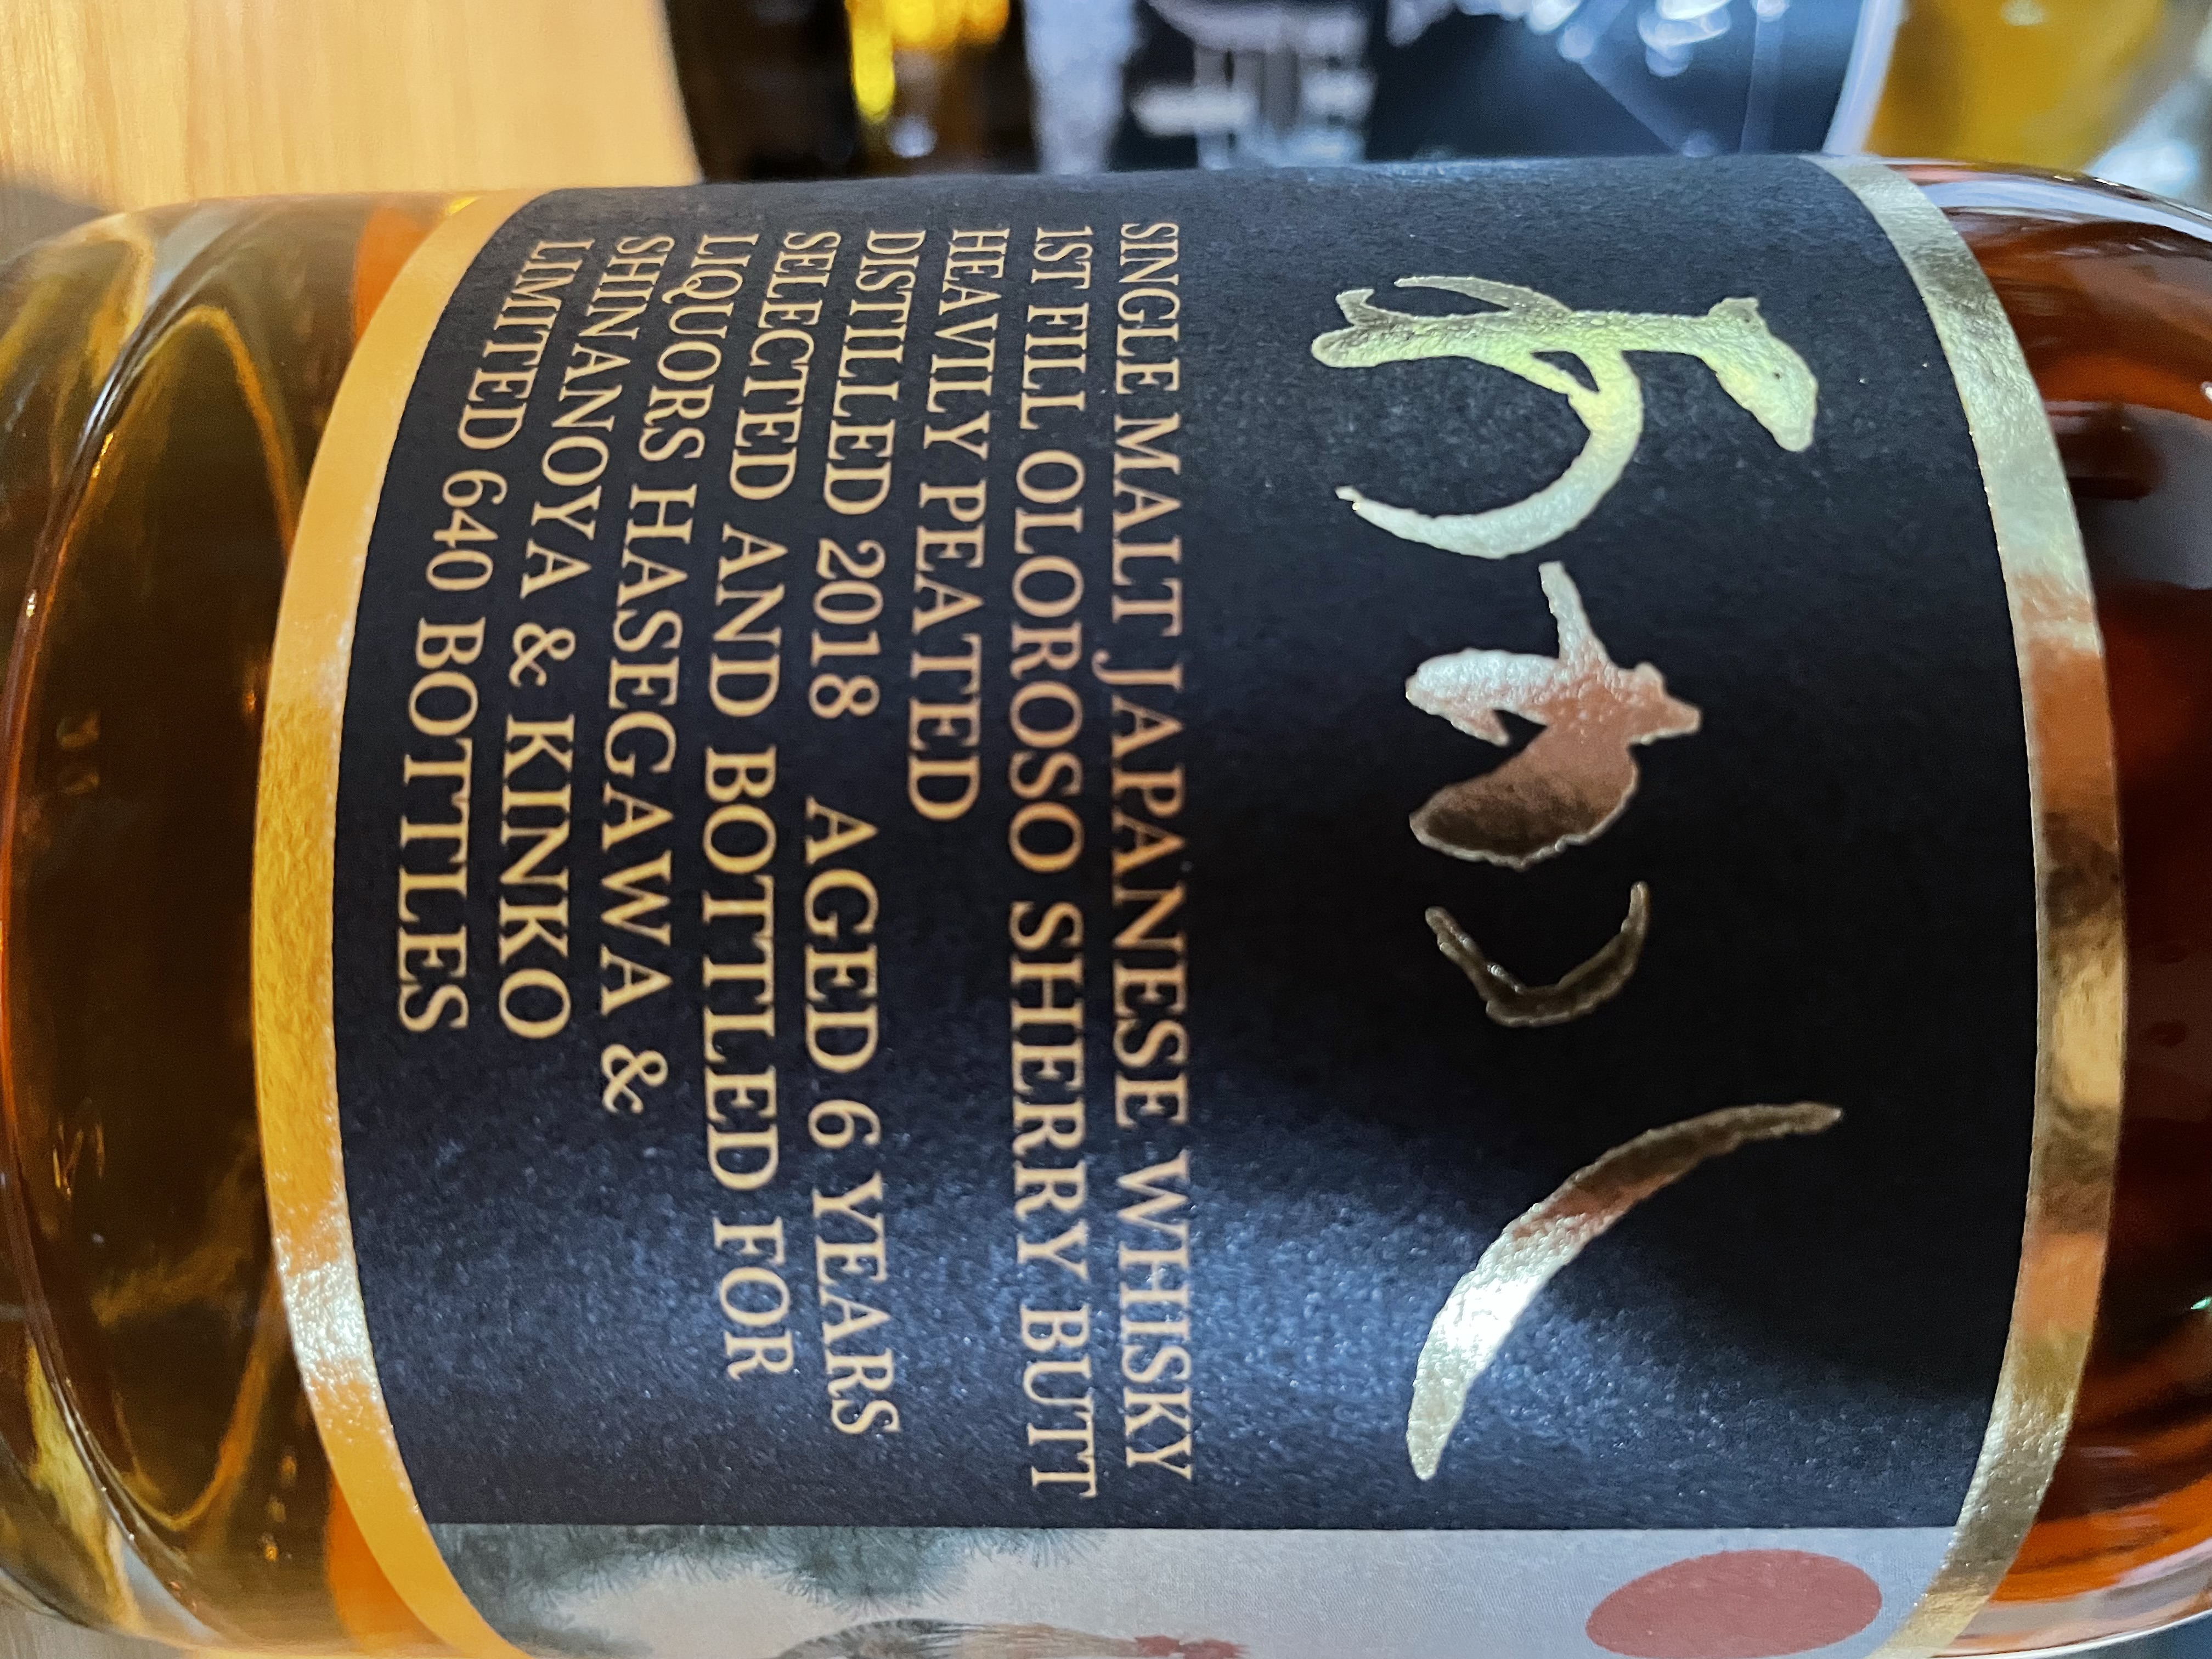 SINGLE MALT JAPANESE WHISKY
1ST FILL OLOROSO SHERRY BUTT
HEAVILY PEATED
DISTILLED 2018 AGED 6 YEARS
SELECTED AND BOTTLED FOR
LIQUORS HASEGAWA &
SHINANOYA & KINKO
LIMITED 640 BOTTLES